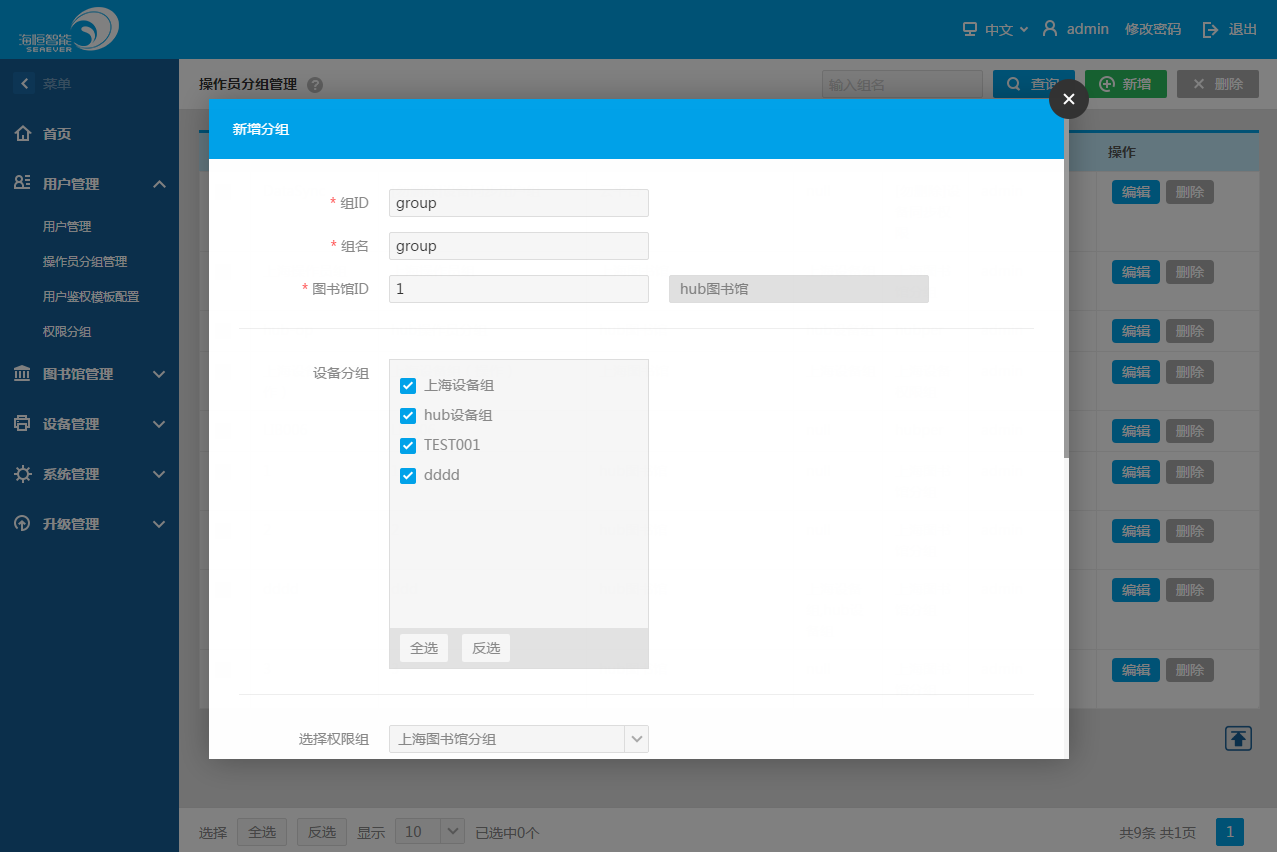 海恒智能
SEAEVER
中文
admin
修改密码
退出
菜单
首页
用户管理
用户管理
操作员分组管理
用户鉴权模板配置
权限分组
图书馆管理
设备管理
系统管理
升级管理
操作员分组管理 ?
输入组名
查询
新增
删除
新增分组
* 组ID group
* 组名 group
* 图书馆ID 1 hub图书馆
设备分组
上海设备组
hub设备组
TEST001
dddd
全选 反选
选择权限组 上海图书馆分组
操作
编辑 删除
编辑 删除
编辑 删除
编辑 删除
编辑 删除
编辑 删除
编辑 删除
编辑 删除
编辑 删除
选择 全选 反选 显示 10 已选中0个
共9条 共1页 1